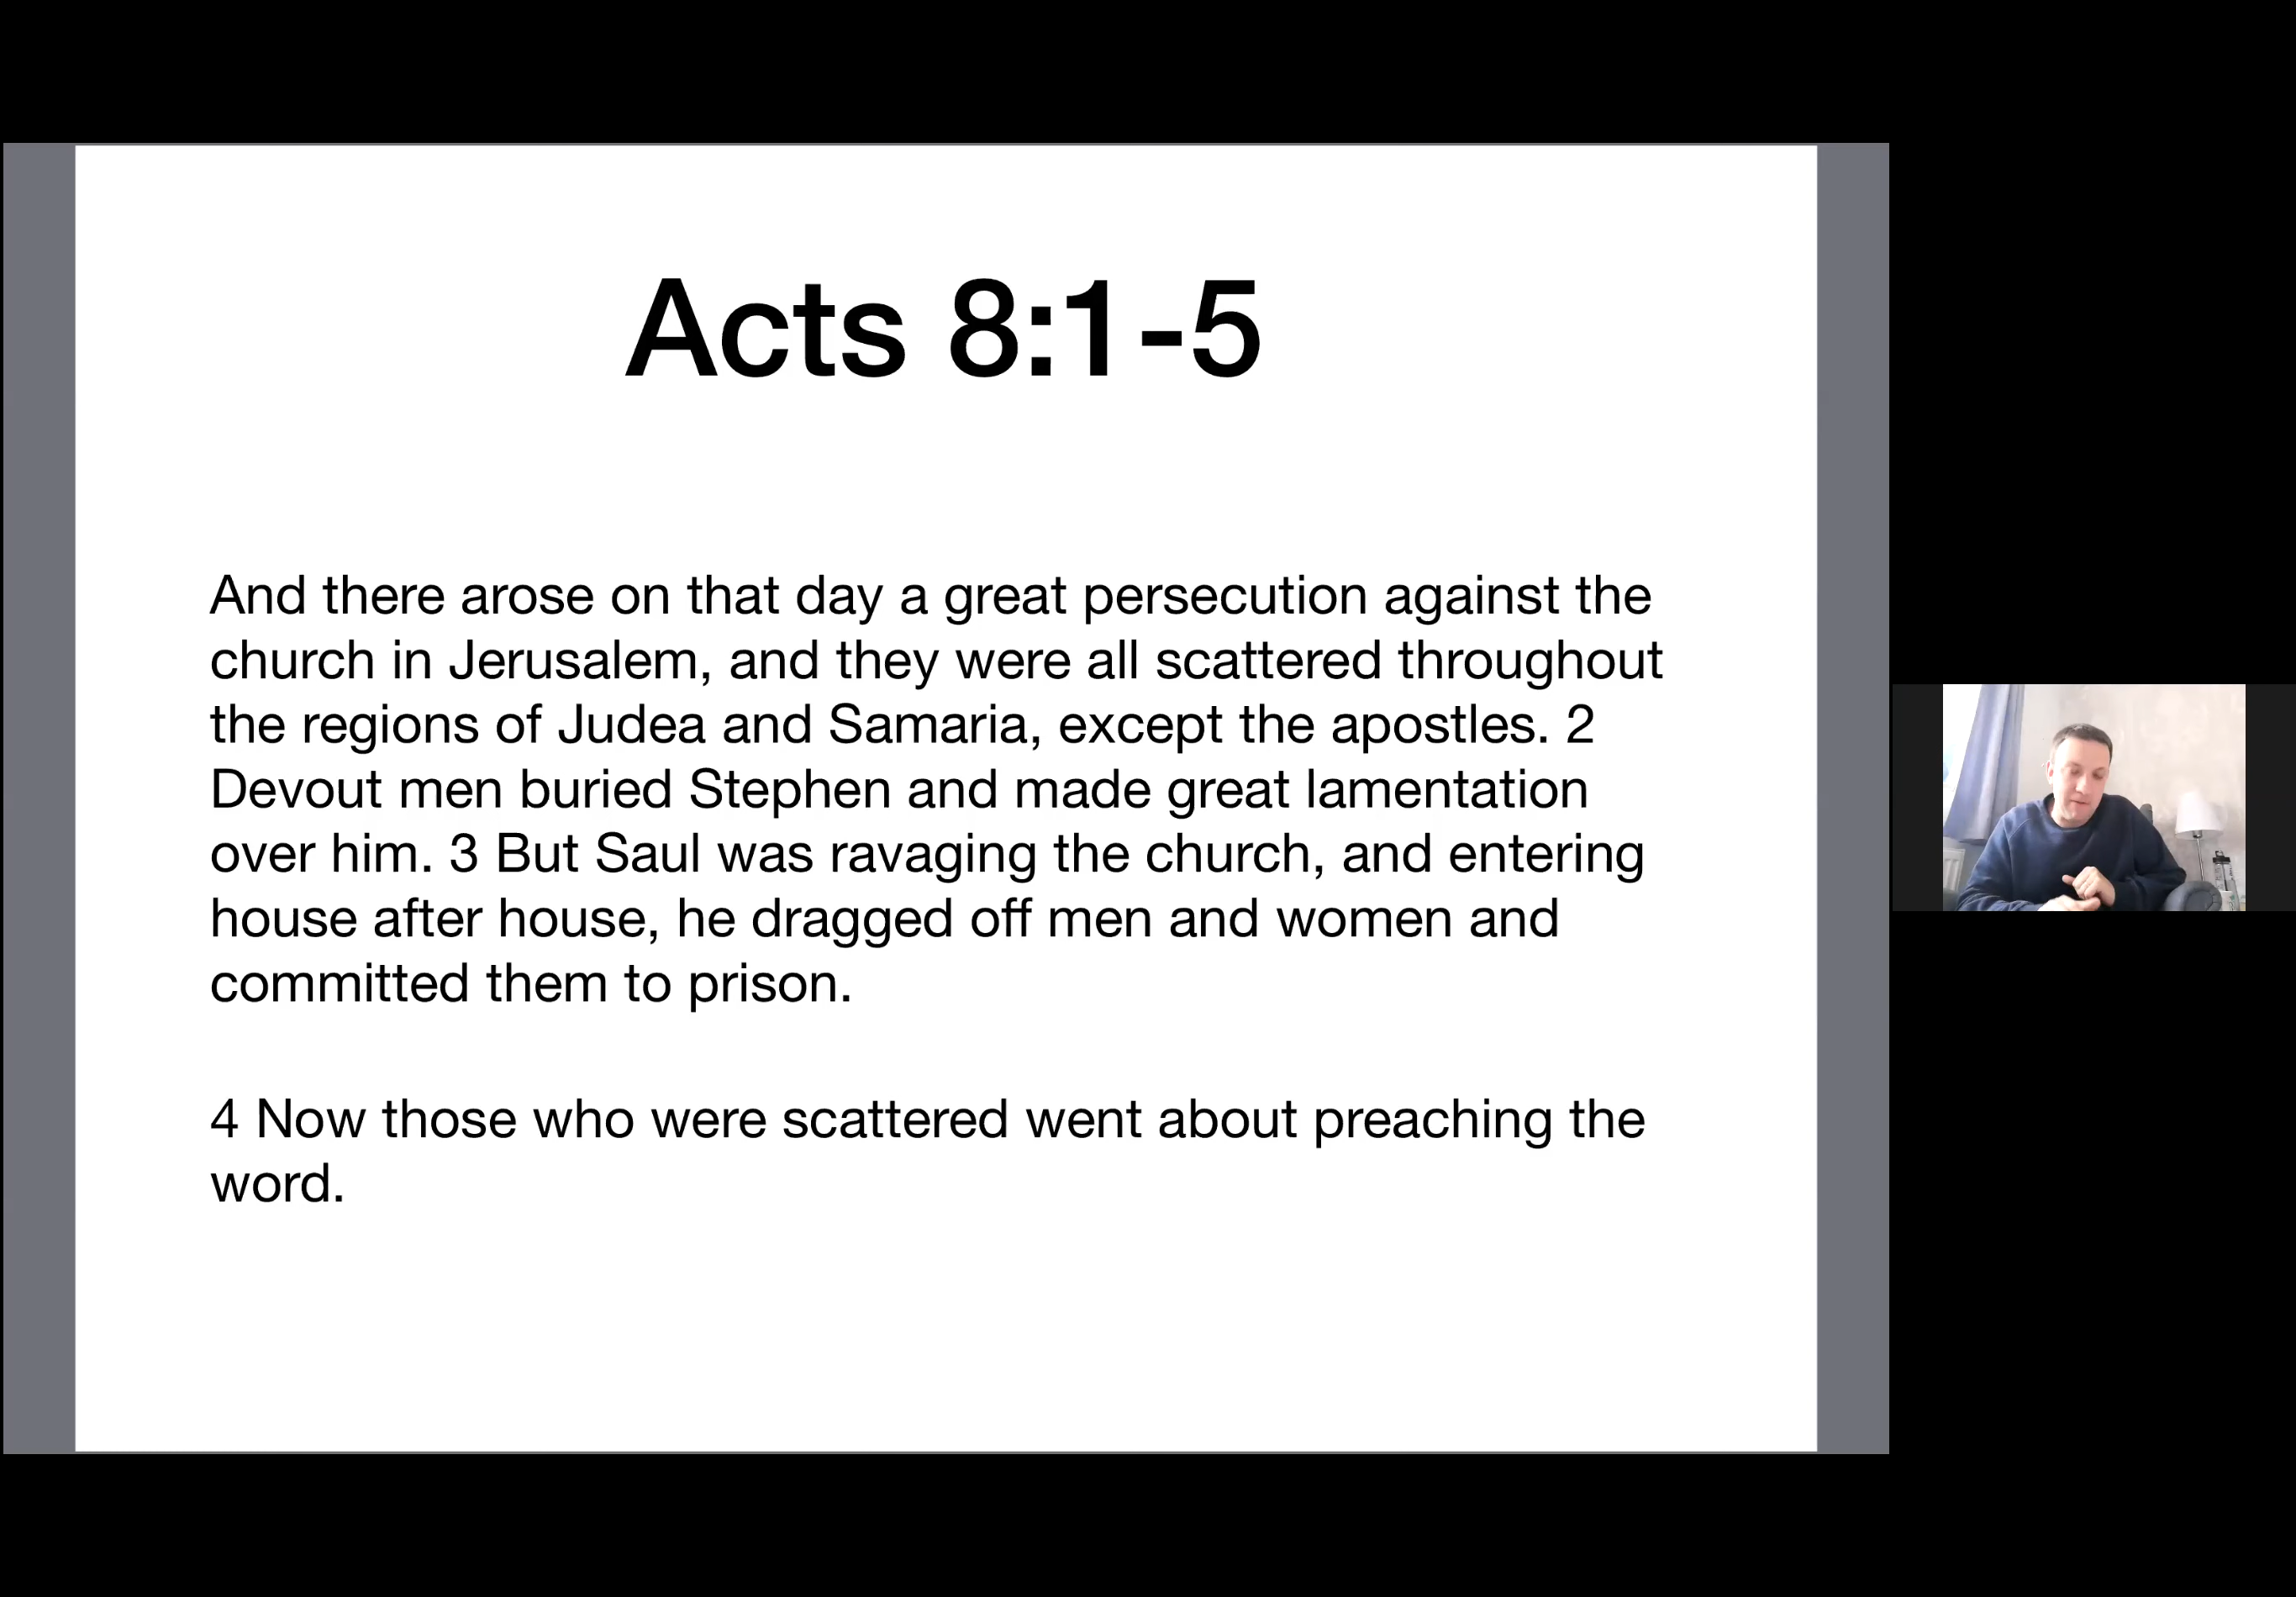 Acts 8:1-5
And there arose on that day a great persecution against the
church in Jerusalem, and they were all scattered throughout
the regions of Judea and Samaria, except the apostles. 2
Devout men buried Stephen and made great lamentation
over him. 3 But Saul was ravaging the church, and entering
house after house, he dragged off men and women and
committed them to prison.
4 Now those who were scattered went about preaching the
word.